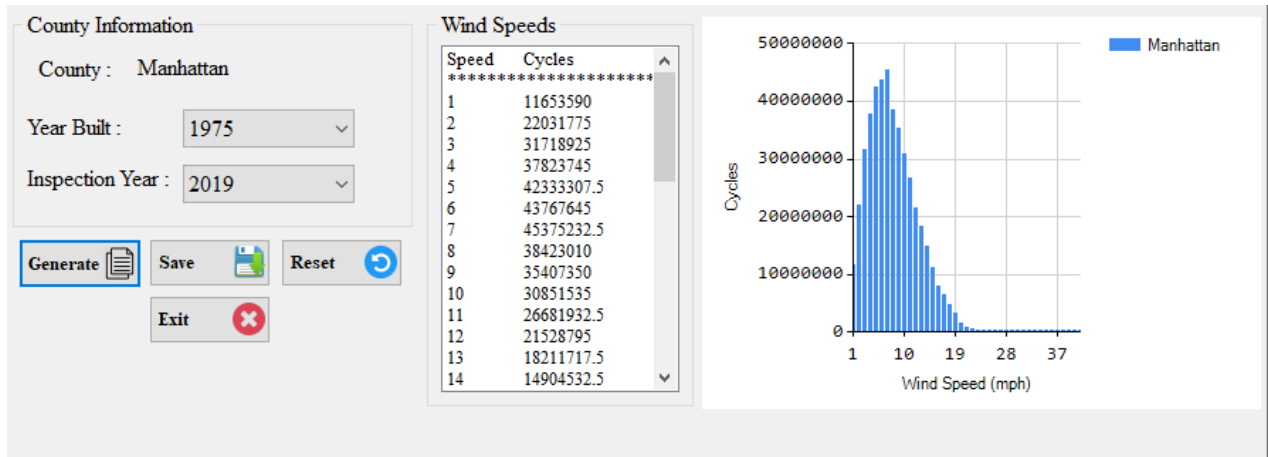 County Information
County : Manhattan
Year Built : 1975
Inspection Year : 2019
Generate
Save
Reset
Exit
Wind Speeds
Speed Cycles
*********************
1 11653590
2 22031775
3 31718925
4 37823745
5 42333307.5
6 43767645
7 45375232.5
8 38423010
9 35407350
10 30851535
11 26681932.5
12 21528795
13 18211717.5
14 14904532.5
50000000
40000000
30000000
20000000
10000000
0
Cycles
1 10 19 28 37
Wind Speed (mph)
Manhattan